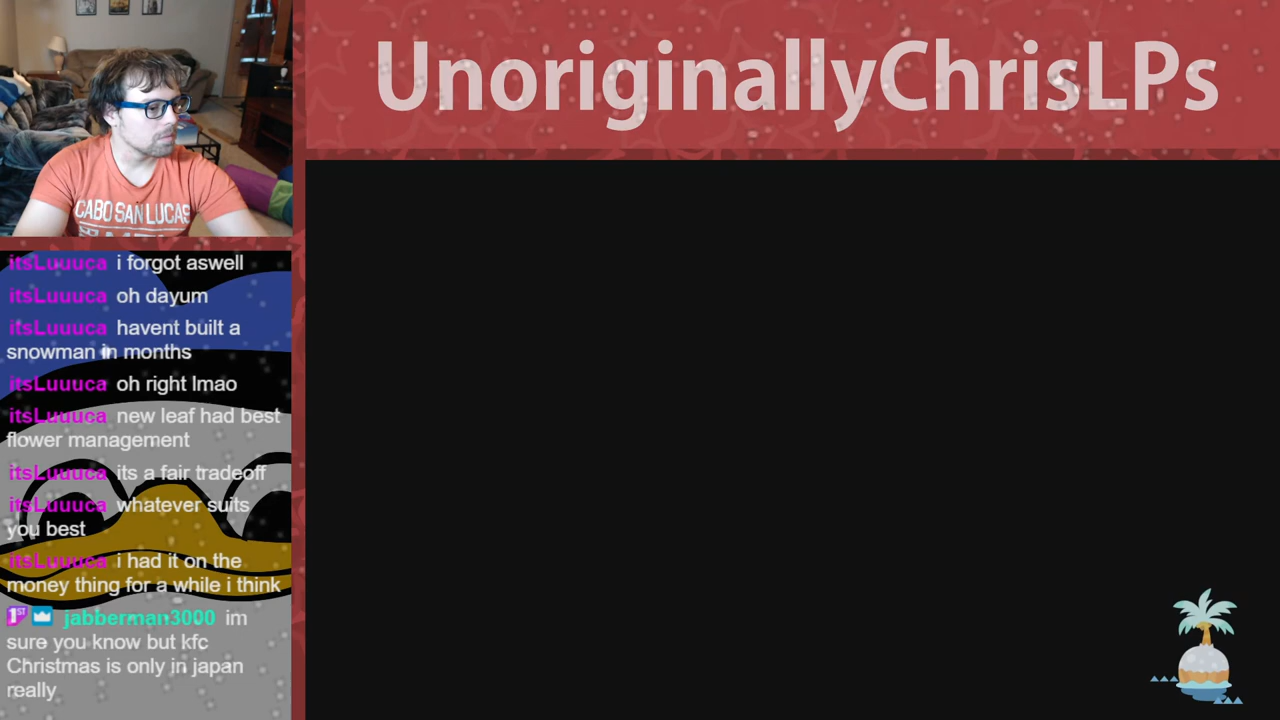 UnoriginallyChrisLPs
CABO SAN LUCAS
itsLuuuca i forgot aswell
itsLuuuca oh dayum
itsLuuuca havent built a
snowman in months
itsLuuuca oh right lmao
itsLuuuca new leaf had best
flower management
itsLuuuca its a fair tradeoff
itsLuuuca whatever suits
you best
itsLuuuca i had it on the
money thing for a while i think
1ST jabberman3000 im
sure you know but kfc
Christmas is only in japan
really